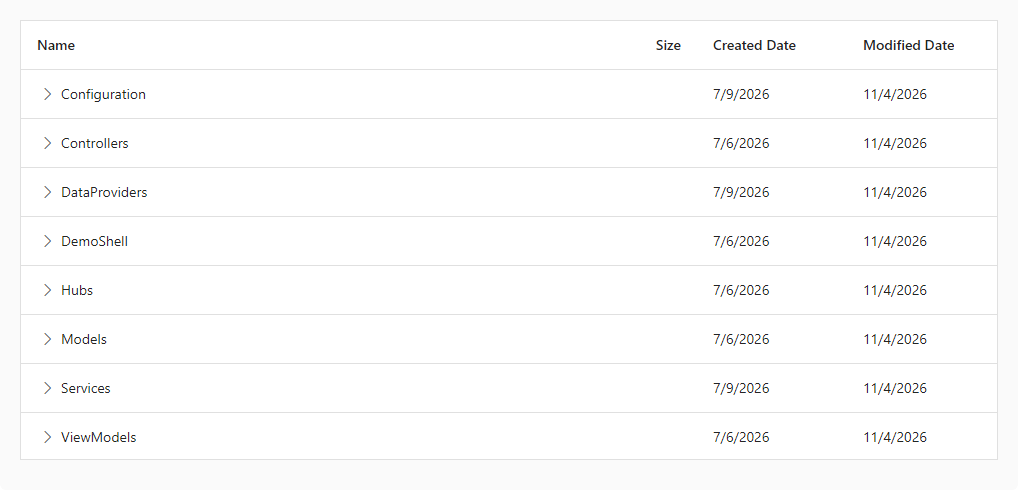 Name Size Created Date Modified Date
Configuration 7/9/2026 11/4/2026
Controllers 7/6/2026 11/4/2026
DataProviders 7/9/2026 11/4/2026
DemoShell 7/6/2026 11/4/2026
Hubs 7/6/2026 11/4/2026
Models 7/6/2026 11/4/2026
Services 7/9/2026 11/4/2026
ViewModels 7/6/2026 11/4/2026